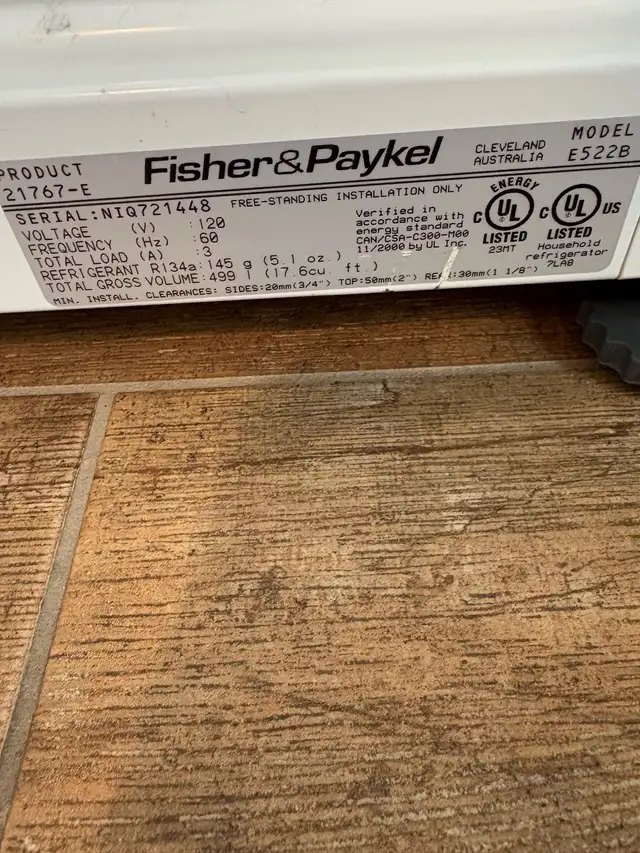 PRODUCT
21767-E
Fisher&Paykel
CLEVELAND
AUSTRALIA
MODEL
E522B
SERIAL:NIQ721448
FREE-STANDING INSTALLATION ONLY
VOLTAGE (V) :120
FREQUENCY (Hz) :60
TOTAL LOAD (A) :3
REFRIGERANT R134a:145 g (5.1 oz.)
TOTAL GROSS VOLUME:499 l (17.6cu ft.)
MIN. INSTALL. CLEARANCES: SIDES:20mm(3/4") TOP:50mm(2") REAR:30mm(1 1/8")
Verified in
accordance with
energy standard
CAN/CSA-C300-M00
11/2000 by UL Inc.
ENERGY
C UL
LISTED
23MT
C UL US
LISTED
Household
refrigerator
7LA8